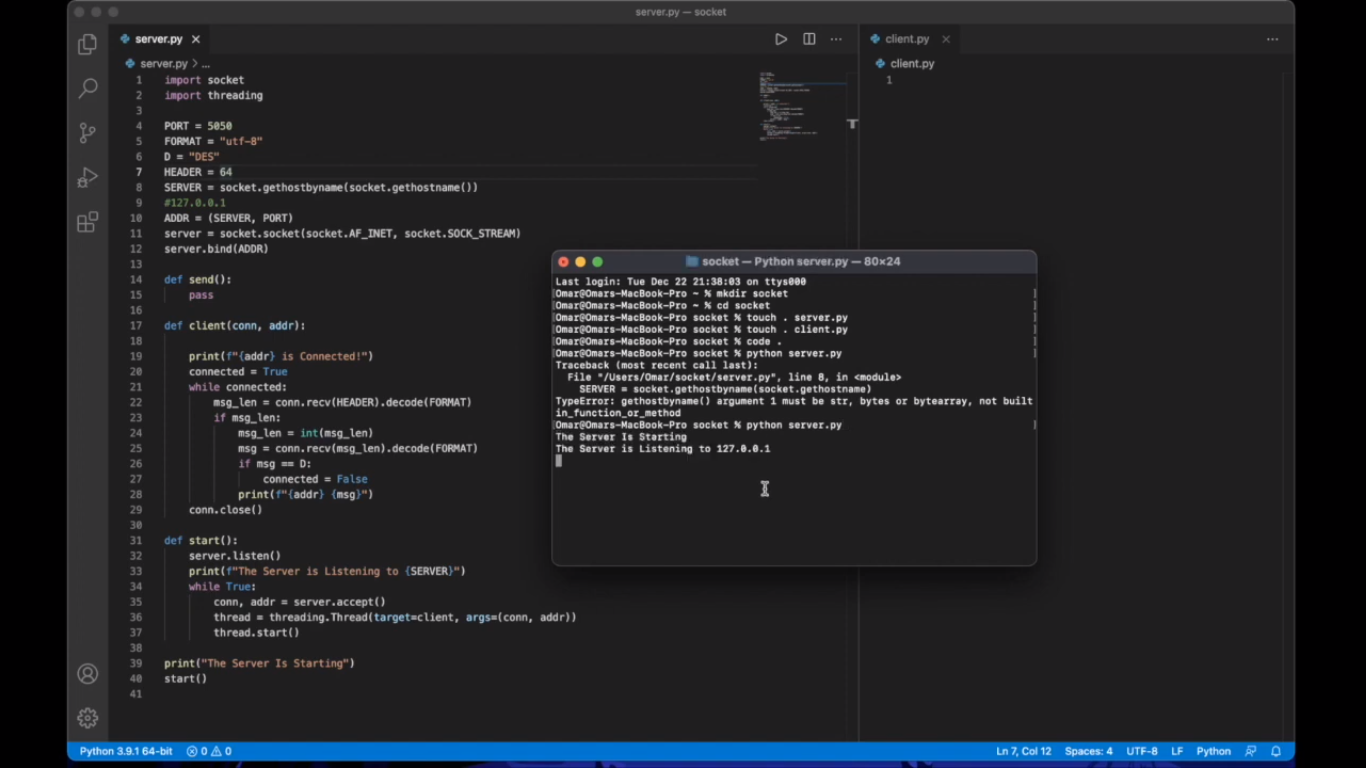 server.py — socket
server.py
server.py > ...
1 import socket
2 import threading
3
4 PORT = 5050
5 FORMAT = "utf-8"
6 D = "DES"
7 HEADER = 64
8 SERVER = socket.gethostbyname(socket.gethostname())
9 #127.0.0.1
10 ADDR = (SERVER, PORT)
11 server = socket.socket(socket.AF_INET, socket.SOCK_STREAM)
12 server.bind(ADDR)
13
14 def send():
15     pass
16
17 def client(conn, addr):
18
19     print(f"{addr} is Connected!")
20     connected = True
21     while connected:
22         msg_len = conn.recv(HEADER).decode(FORMAT)
23         if msg_len:
24             msg_len = int(msg_len)
25             msg = conn.recv(msg_len).decode(FORMAT)
26             if msg == D:
27                 connected = False
28             print(f"{addr} {msg}")
29     conn.close()
30
31 def start():
32     server.listen()
33     print(f"The Server is Listening to {SERVER}")
34     while True:
35         conn, addr = server.accept()
36         thread = threading.Thread(target=client, args=(conn, addr))
37         thread.start()
38
39 print("The Server Is Starting")
40 start()
41
client.py
client.py
1
socket — Python server.py — 80×24
Last login: Tue Dec 22 21:38:03 on ttys000
[Omar@Omars-MacBook-Pro ~ % mkdir socket ]
[Omar@Omars-MacBook-Pro ~ % cd socket ]
[Omar@Omars-MacBook-Pro socket % touch . server.py ]
[Omar@Omars-MacBook-Pro socket % touch . client.py ]
[Omar@Omars-MacBook-Pro socket % code . ]
[Omar@Omars-MacBook-Pro socket % python server.py ]
Traceback (most recent call last):
  File "/Users/Omar/socket/server.py", line 8, in <module>
    SERVER = socket.gethostbyname(socket.gethostname)
TypeError: gethostbyname() argument 1 must be str, bytes or bytearray, not built
in_function_or_method
[Omar@Omars-MacBook-Pro socket % python server.py ]
The Server Is Starting
The Server is Listening to 127.0.0.1
Python 3.9.1 64-bit 0 0 Ln 7, Col 12 Spaces: 4 UTF-8 LF Python